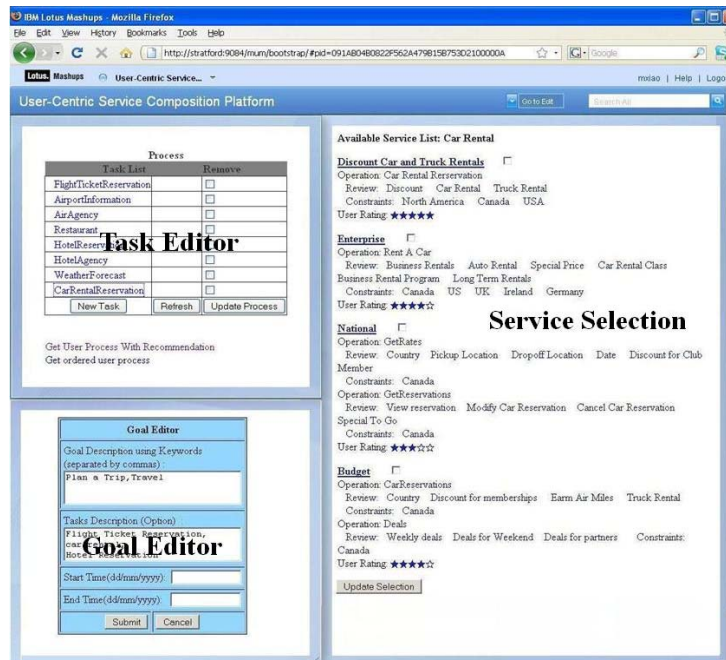 IBM Lotus Mashups - Mozilla Firefox
File Edit View History Bookmarks Tools Help
http://stratford:9084/mum/bootstrap/#pid=091AB04B0B22F562A479B15B753D2100000A
Google
Lotus. Mashups User-Centric Service...
mxiao | Help | Logo
User-Centric Service Composition Platform
Go to Edit
Search All
Process
Task List Remove
FlightTicketReservation
AirportInformation
AirAgency
Restaurant
Task Editor
HotelAgency
WeatherForecast
CarRentalReservation
New Task Refresh Update Process
Get User Process With Recommendation
Get ordered user process
Goal Editor
Goal Description using Keywords
(separated by commas) :
Plan a Trip,Travel
Tasks Description (Option)
Flight Ticket Reservation,
Goal Editor
Hotel Reservation
Start Time(dd/mm/yyyy):
End Time(dd/mm/yyyy):
Submit Cancel
Available Service List: Car Rental
Discount Car and Truck Rentals
Operation: Car Rental Rerservation
Review: Discount Car Rental Truck Rental
Constraints: North America Canada USA
User Rating: ★★★★★
Enterprise
Operation: Rent A Car
Review: Business Rentals Auto Rental Special Price Car Rental Class
Business Rental Program Long Term Rentals
Constraints: Canada US UK Ireland Germany
User Rating: ★★★★☆
Service Selection
National
Operation: GetRates
Review: Country Pickup Location Dropoff Location Date Discount for Club
Member
Constraints: Canada
Operation: GetReservations
Review: View reservation Modify Car Reservation Cancel Car Reservation
Special To Go
Constraints: Canada
User Rating: ★★★☆☆
Budget
Operation: CarReservations
Review: Country Discount for memberships Earm Air Miles Truck Rental
Constraints: Canada
Operation: Deals
Review: Weekly deals Deals for Weekend Deals for partners Constraints:
Canada
User Rating: ★★★★☆
Update Selection